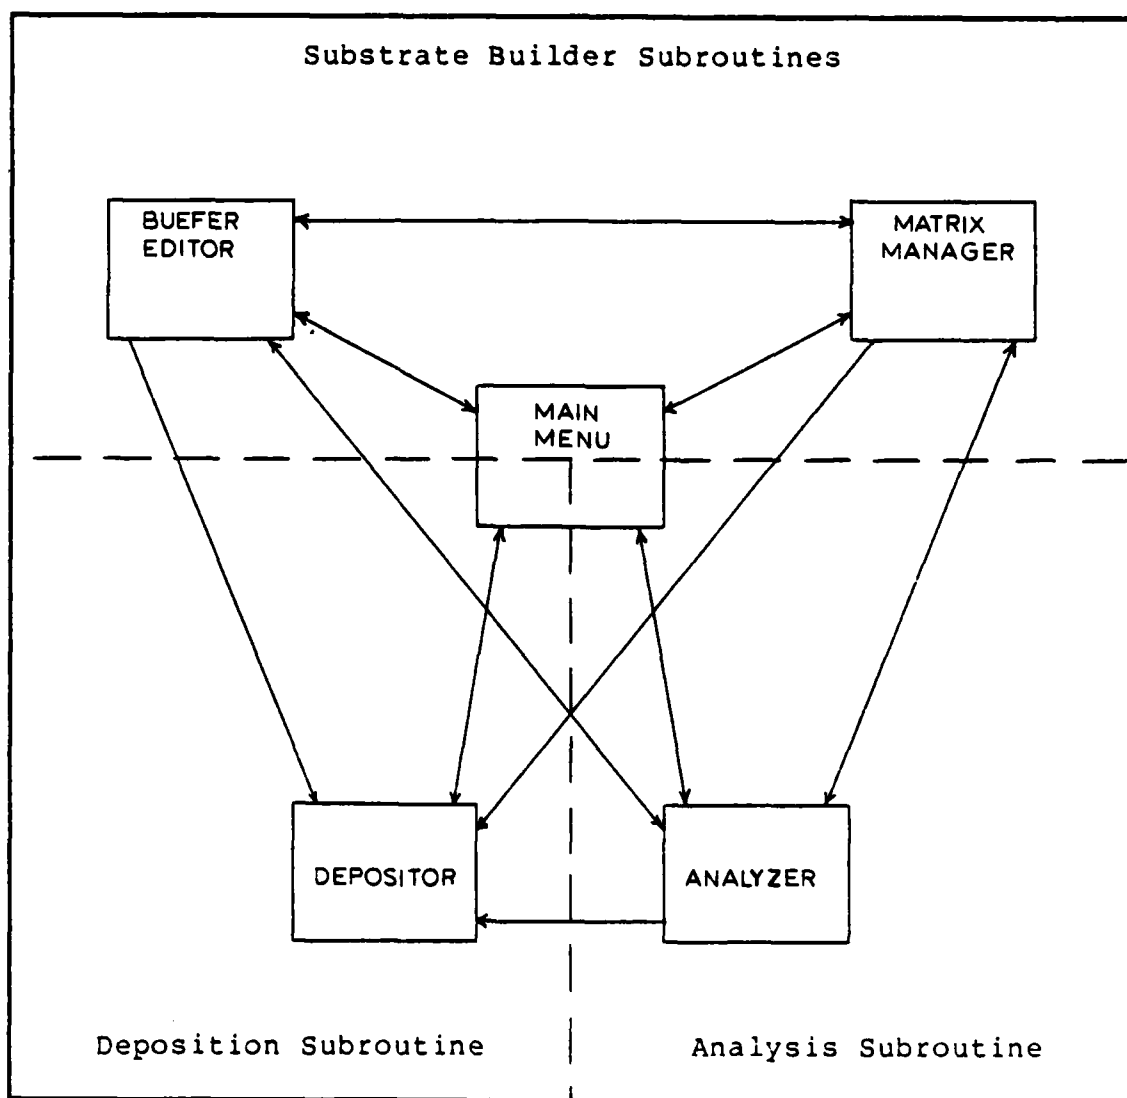 Substrate Builder Subroutines
BUEFER
EDITOR
MATRIX
MANAGER
MAIN
MENU
DEPOSITOR
ANALYZER
Deposition Subroutine
Analysis Subroutine